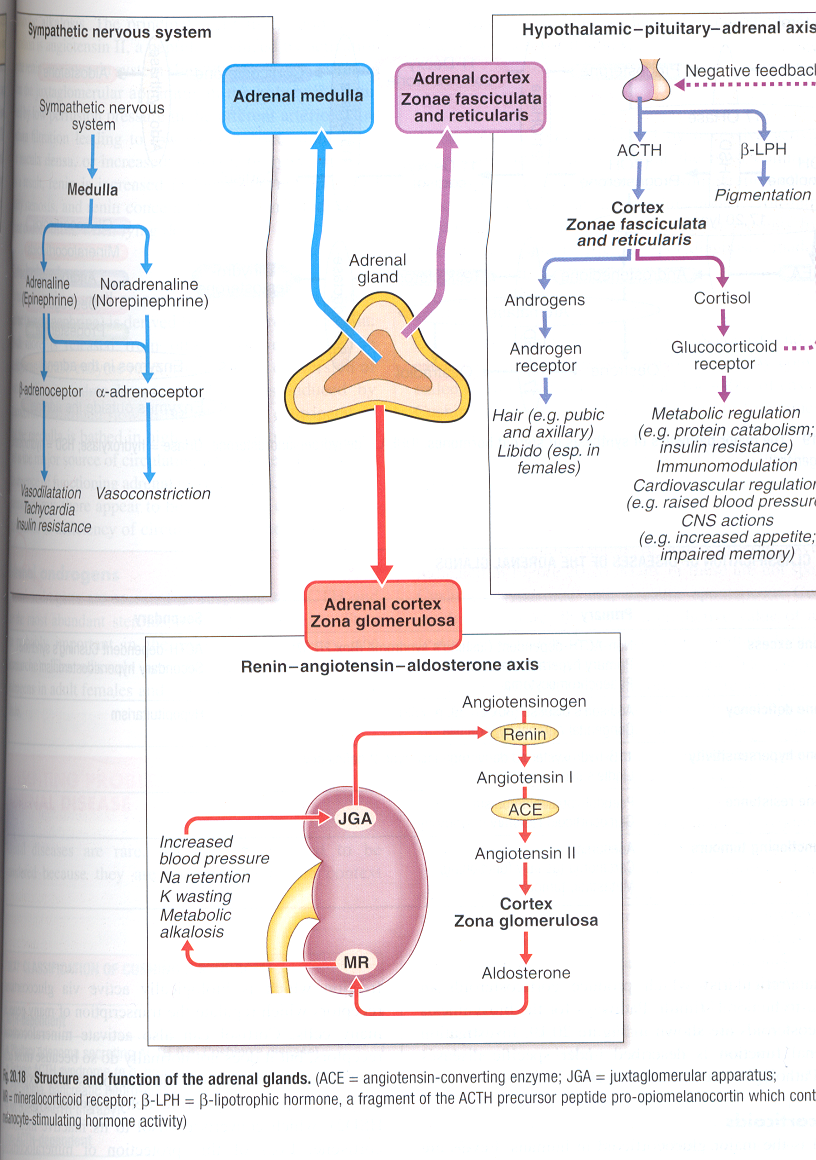 Sympathetic nervous system
Sympathetic nervous
system
Medulla
Adrenaline
(Epinephrine)
Noradrenaline
(Norepinephrine)
β-adrenoceptor
α-adrenoceptor
Vasodilatation
Tachycardia
Insulin resistance
Vasoconstriction
Adrenal medulla
Adrenal cortex
Zonae fasciculata
and reticularis
Adrenal
gland
Hypothalamic–pituitary–adrenal axis
Negative feedback
ACTH
β-LPH
Pigmentation
Cortex
Zonae fasciculata
and reticularis
Androgens
Androgen
receptor
Hair (e.g. pubic
and axillary)
Libido (esp. in
females)
Cortisol
Glucocorticoid
receptor
Metabolic regulation
(e.g. protein catabolism;
insulin resistance)
Immunomodulation
Cardiovascular regulation
(e.g. raised blood pressure
CNS actions
(e.g. increased appetite;
impaired memory)
Adrenal cortex
Zona glomerulosa
Renin–angiotensin–aldosterone axis
Angiotensinogen
Renin
Angiotensin I
ACE
Angiotensin II
Cortex
Zona glomerulosa
Aldosterone
JGA
MR
Increased
blood pressure
Na retention
K wasting
Metabolic
alkalosis
Fig. 20.18 Structure and function of the adrenal glands. (ACE = angiotensin-converting enzyme; JGA = juxtaglomerular apparatus;
MR = mineralocorticoid receptor; β-LPH = β-lipotrophic hormone, a fragment of the ACTH precursor peptide pro-opiomelanocortin which cont
melanocyte-stimulating hormone activity)